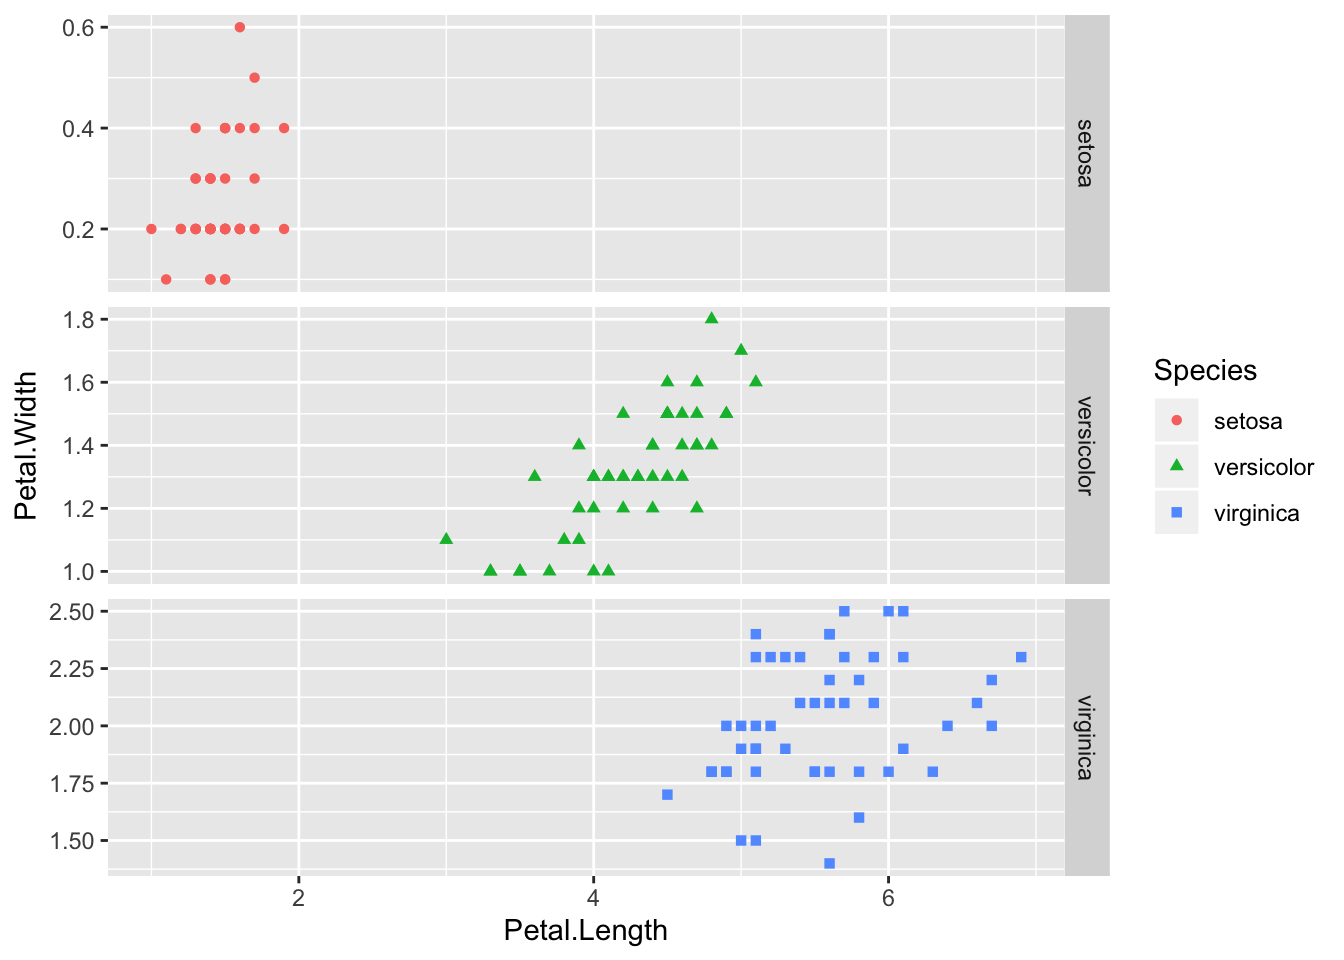 0.6
0.4
0.2
setosa
1.8
1.6
1.4
1.2
1.0
versicolor
2.50
2.25
2.00
1.75
1.50
virginica
2 4 6
Petal.Length
Petal.Width
Species
setosa
versicolor
virginica